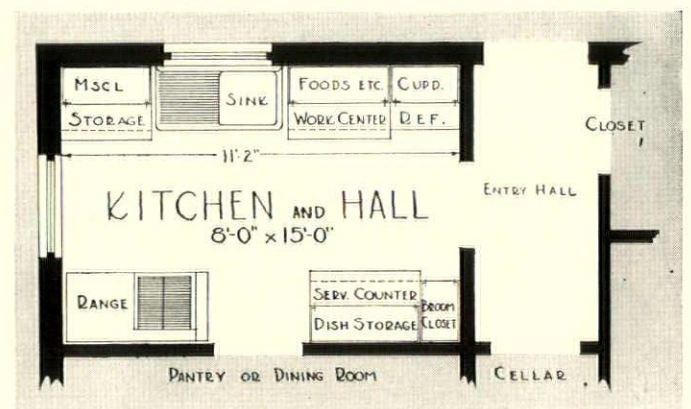 MSCL
STORAGE
SINK
FOODS ETC.
CUPD.
WORK CENTER
REF.
CLOSET
11'-2"
ENTRY HALL
KITCHEN AND HALL
8'-0" x 15'-0"
RANGE
SERV. COUNTER
DISH STORAGE
BROOM
CLOSET
PANTRY OR DINING ROOM
CELLAR